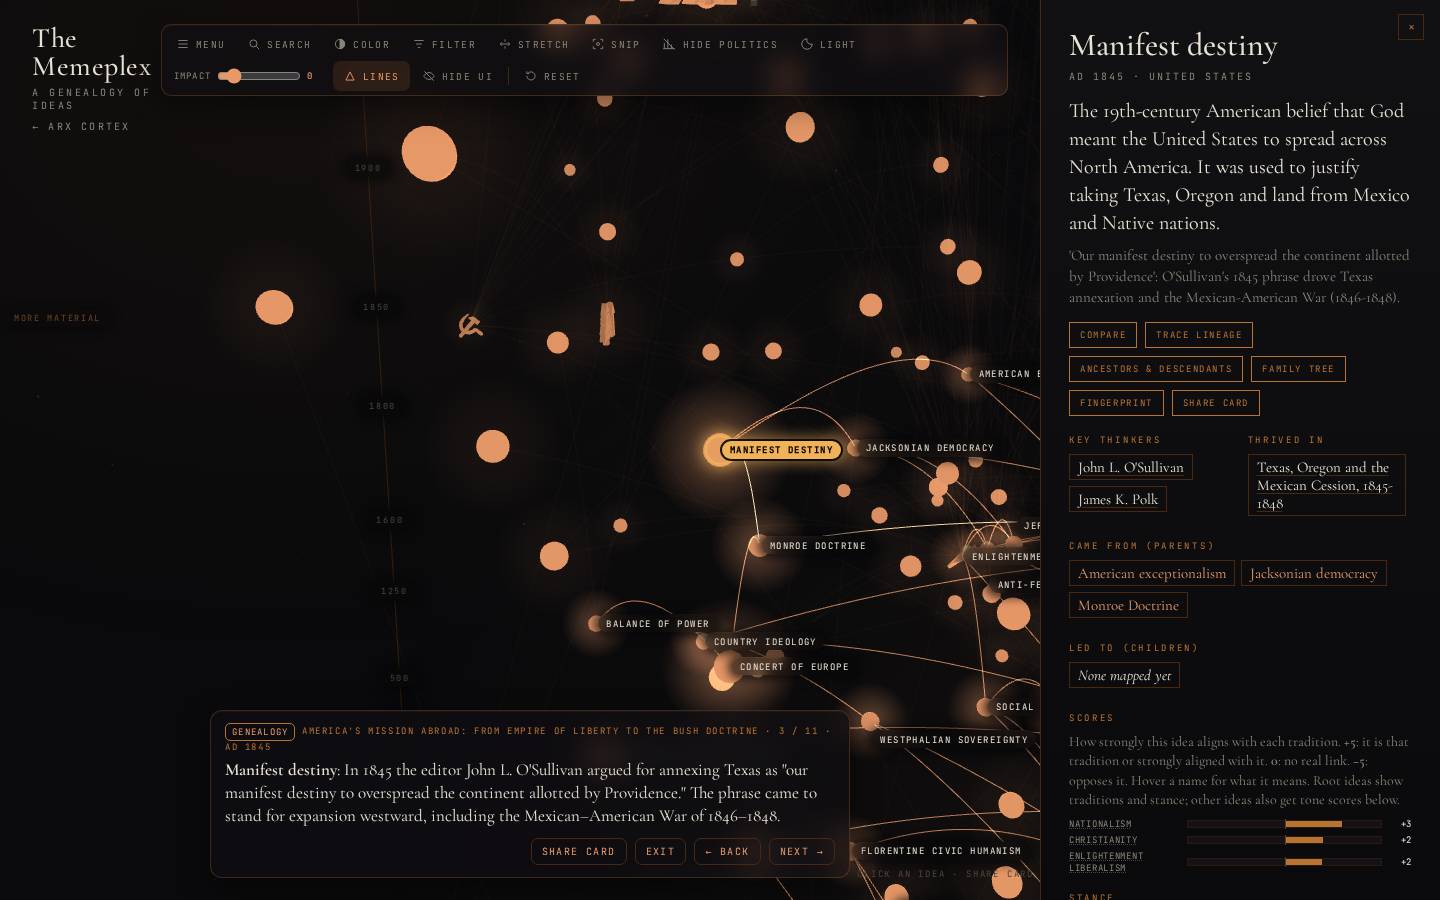 The
Memeplex
A GENEALOGY OF
IDEAS
← ARX CORTEX
MENU
SEARCH
COLOR
FILTER
STRETCH
SNIP
HIDE POLITICS
LIGHT
IMPACT
0
LINES
HIDE UI
RESET
1900
1850
MORE MATERIAL
1800
1600
1250
500
AMERICAN E
MANIFEST DESTINY
JACKSONIAN DEMOCRACY
JEF
MONROE DOCTRINE
ENLIGHTENME
ANTI-FE
BALANCE OF POWER
COUNTRY IDEOLOGY
CONCERT OF EUROPE
SOCIAL
WESTPHALIAN SOVEREIGNTY
FLORENTINE CIVIC HUMANISM
GENEALOGY AMERICA'S MISSION ABROAD: FROM EMPIRE OF LIBERTY TO THE BUSH DOCTRINE · 3 / 11 ·
AD 1845
Manifest destiny: In 1845 the editor John L. O'Sullivan argued for annexing Texas as "our
manifest destiny to overspread the continent allotted by Providence." The phrase came to
stand for expansion westward, including the Mexican–American War of 1846–1848.
SHARE CARD
EXIT
← BACK
NEXT →
CLICK AN IDEA · SHARE CARD
×
Manifest destiny
AD 1845 · UNITED STATES
The 19th-century American belief that God
meant the United States to spread across
North America. It was used to justify
taking Texas, Oregon and land from Mexico
and Native nations.
'Our manifest destiny to overspread the continent allotted
by Providence': O'Sullivan's 1845 phrase drove Texas
annexation and the Mexican-American War (1846-1848).
COMPARE
TRACE LINEAGE
ANCESTORS & DESCENDANTS
FAMILY TREE
FINGERPRINT
SHARE CARD
KEY THINKERS
John L. O'Sullivan
James K. Polk
THRIVED IN
Texas, Oregon and the
Mexican Cession, 1845-
1848
CAME FROM (PARENTS)
American exceptionalism
Jacksonian democracy
Monroe Doctrine
LED TO (CHILDREN)
None mapped yet
SCORES
How strongly this idea aligns with each tradition. +5: it is that
tradition or strongly aligned with it. 0: no real link. −5:
opposes it. Hover a name for what it means. Root ideas show
traditions and stance; other ideas also get tone scores below.
NATIONALISM +3
CHRISTIANITY +2
ENLIGHTENMENT
LIBERALISM +2
STANCE